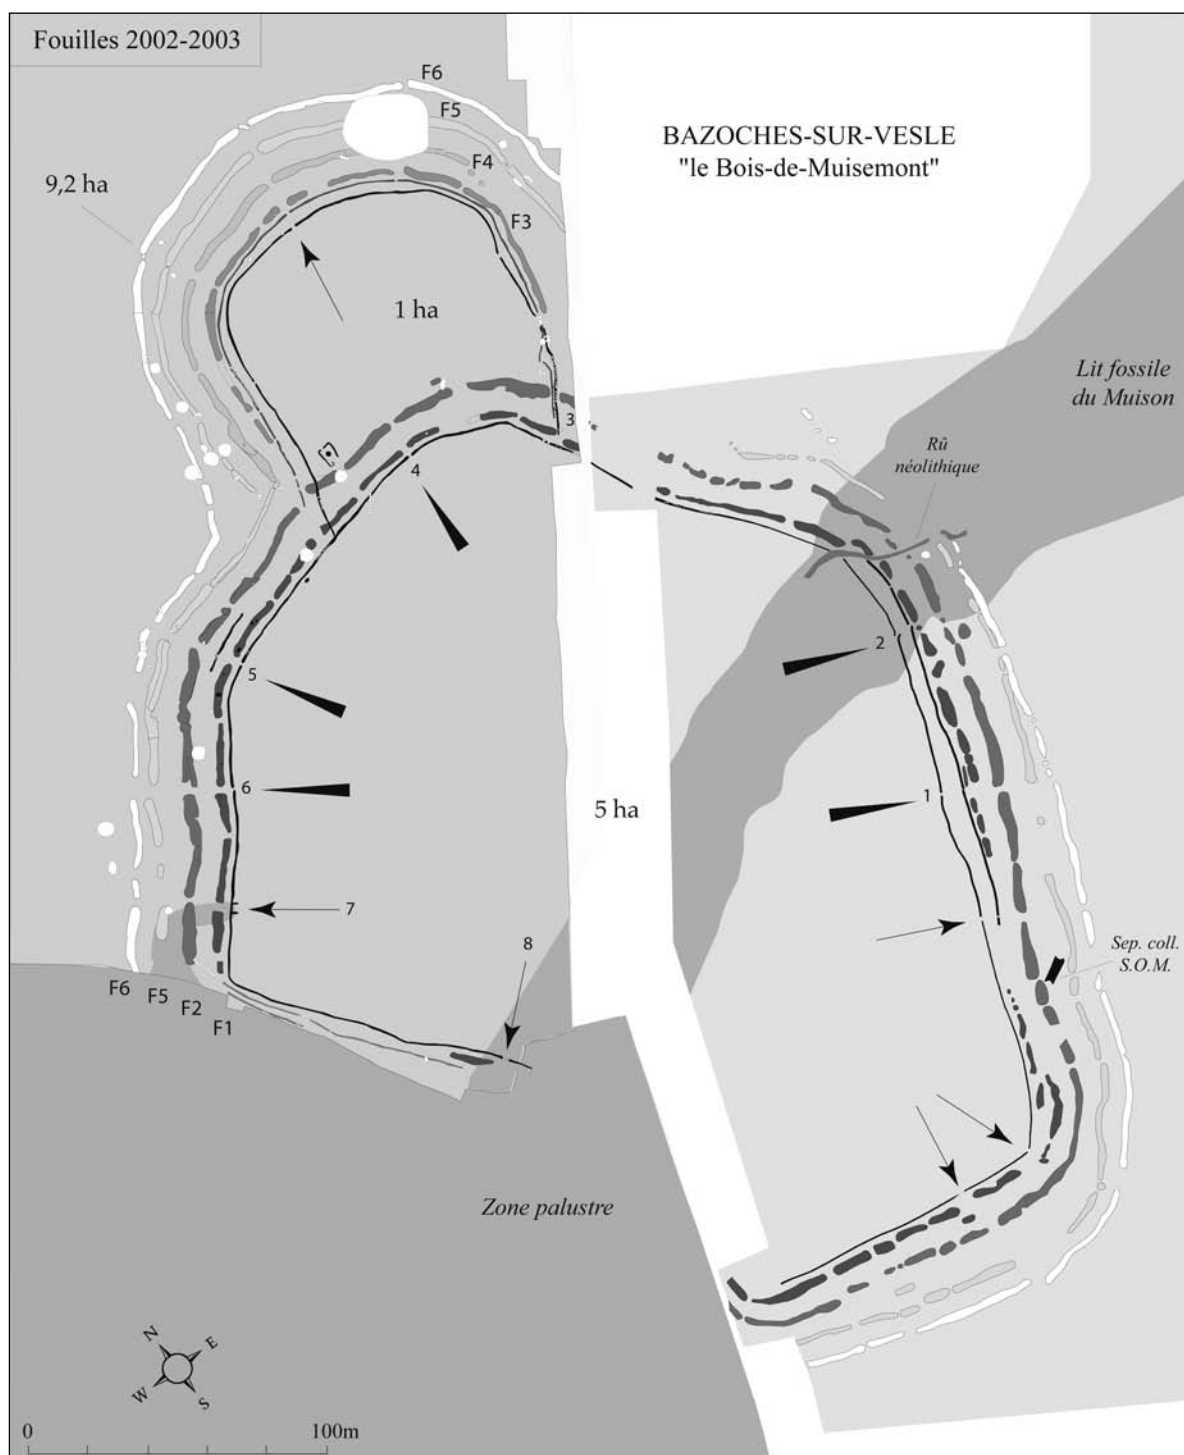 Fouilles 2002-2003
F6
F5
F4
F3
BAZOCHES-SUR-VESLE
"le Bois-de-Muisemont"
9,2 ha
1 ha
Lit fossile
du Muison
Rû
néolithique
3
4
2
5
6
5 ha
1
7
8
Sep. coll.
S.O.M.
F6
F5
F2
F1
Zone palustre
N
E
W
S
0
100m